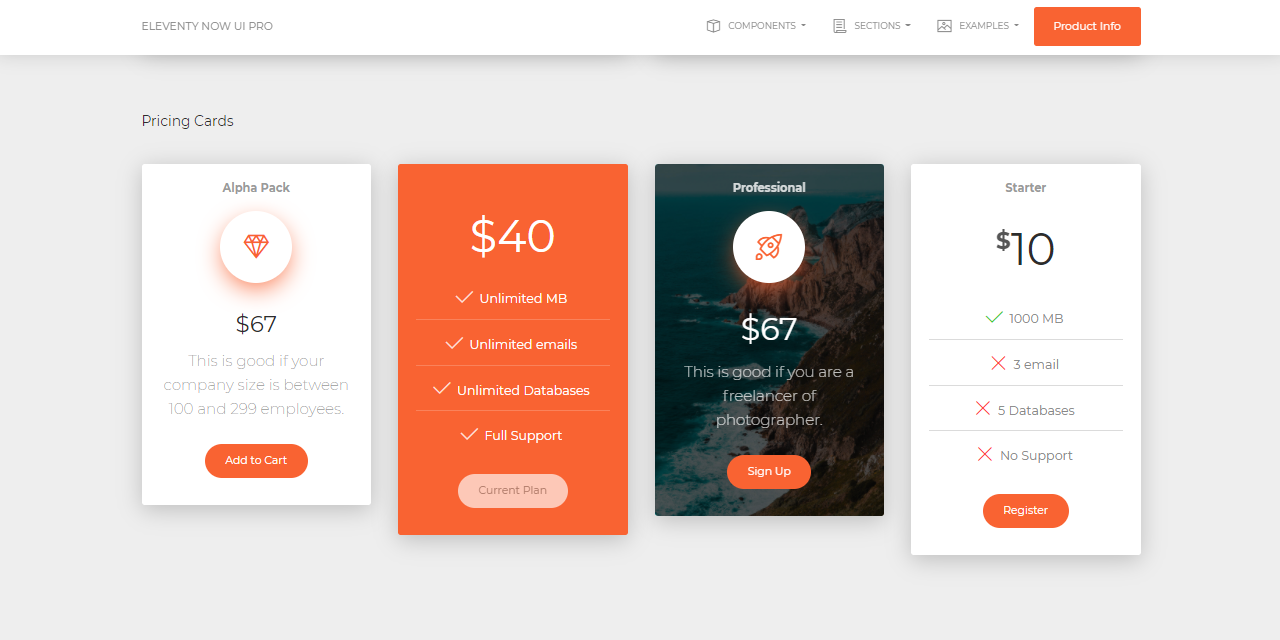 ELEVENTY NOW UI PRO
COMPONENTS
SECTIONS
EXAMPLES
Product Info
Pricing Cards
Alpha Pack
$67
This is good if your
company size is between
100 and 299 employees.
Add to Cart
$40
Unlimited MB
Unlimited emails
Unlimited Databases
Full Support
Current Plan
Professional
$67
This is good if you are a
freelancer of
photographer.
Sign Up
Starter
$10
1000 MB
3 email
5 Databases
No Support
Register